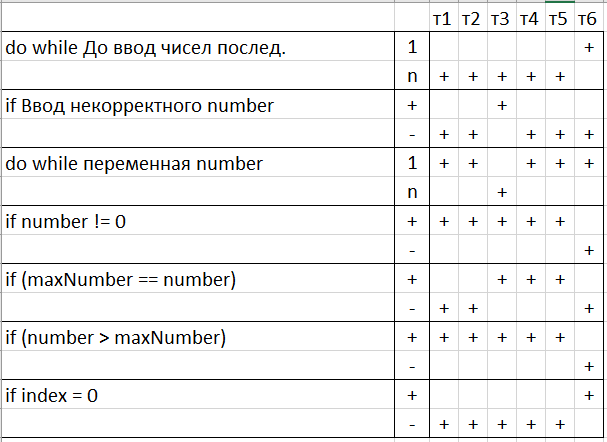 т1 т2 т3 т4 т5 т6
do while До ввод чисел послед. 1 +
n + + + + +
if Ввод некорректного number + +
- + + + + +
do while переменная number 1 + + + + +
n +
if number != 0 + + + + + +
- +
if (maxNumber == number) + + + +
- + + +
if (number > maxNumber) + + + + + +
- +
if index = 0 + +
- + + + + +